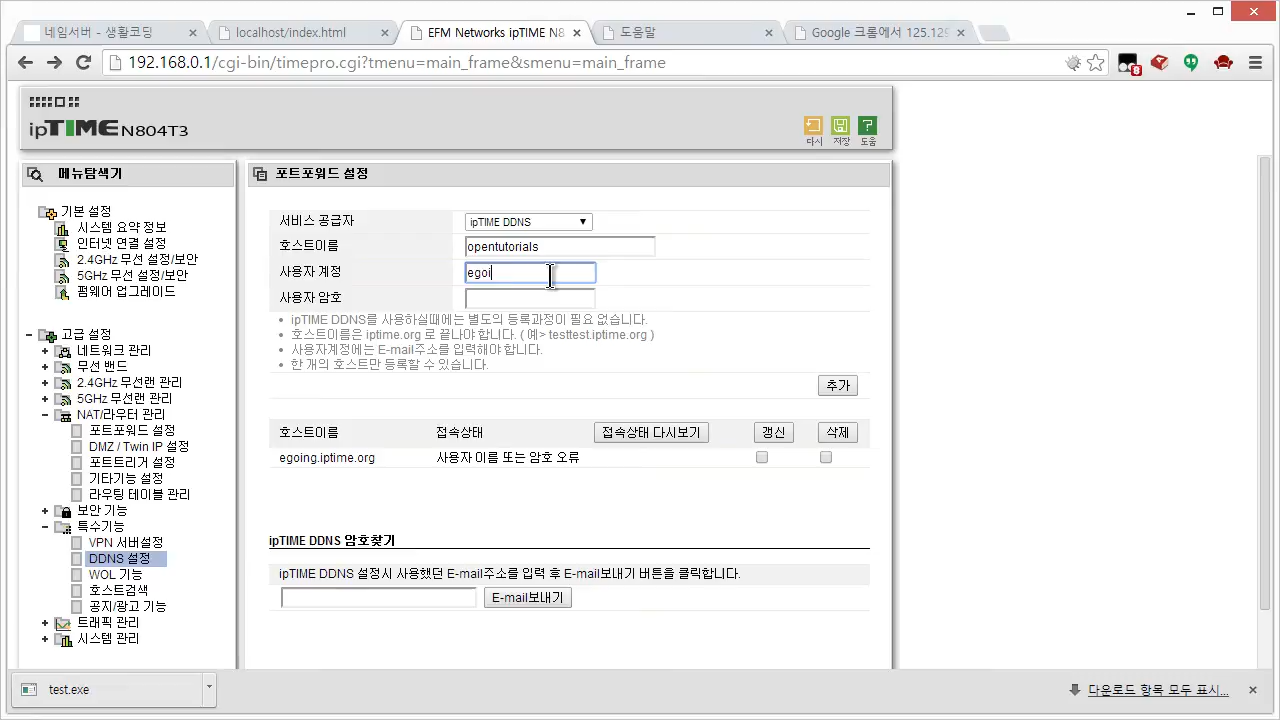 네임서버 - 생활코딩
localhost/index.html
EFM Networks ipTIME N8
도움말
Google 크롬에서 125.129
192.168.0.1/cgi-bin/timepro.cgi?tmenu=main_frame&smenu=main_frame
8
ipTIME N804T3
다시 저장 도움
메뉴탐색기
기본 설정
시스템 요약 정보
인터넷 연결 설정
2.4GHz 무선 설정/보안
5GHz 무선 설정/보안
펌웨어 업그레이드
고급 설정
네트워크 관리
무선 밴드
2.4GHz 무선랜 관리
5GHz 무선랜 관리
NAT/라우터 관리
포트포워드 설정
DMZ / Twin IP 설정
포트트리거 설정
기타기능 설정
라우팅 테이블 관리
보안 기능
특수기능
VPN 서버설정
DDNS 설정
WOL 기능
호스트검색
공지/광고 기능
트래픽 관리
시스템 관리
포트포워드 설정
서비스 공급자 ipTIME DDNS
호스트이름 opentutorials
사용자 계정 egoi
사용자 암호
• ipTIME DDNS를 사용하실때에는 별도의 등록과정이 필요 없습니다.
• 호스트이름은 iptime.org 로 끝나야 합니다. ( 예> testtest.iptime.org )
• 사용자계정에는 E-mail주소를 입력해야 합니다.
• 한 개의 호스트만 등록할 수 있습니다.
추가
호스트이름 접속상태 접속상태 다시보기 갱신 삭제
egoing.iptime.org 사용자 이름 또는 암호 오류
ipTIME DDNS 암호찾기
ipTIME DDNS 설정시 사용했던 E-mail주소를 입력 후 E-mail보내기 버튼을 클릭합니다.
E-mail보내기
test.exe
다운로드 항목 모두 표시...